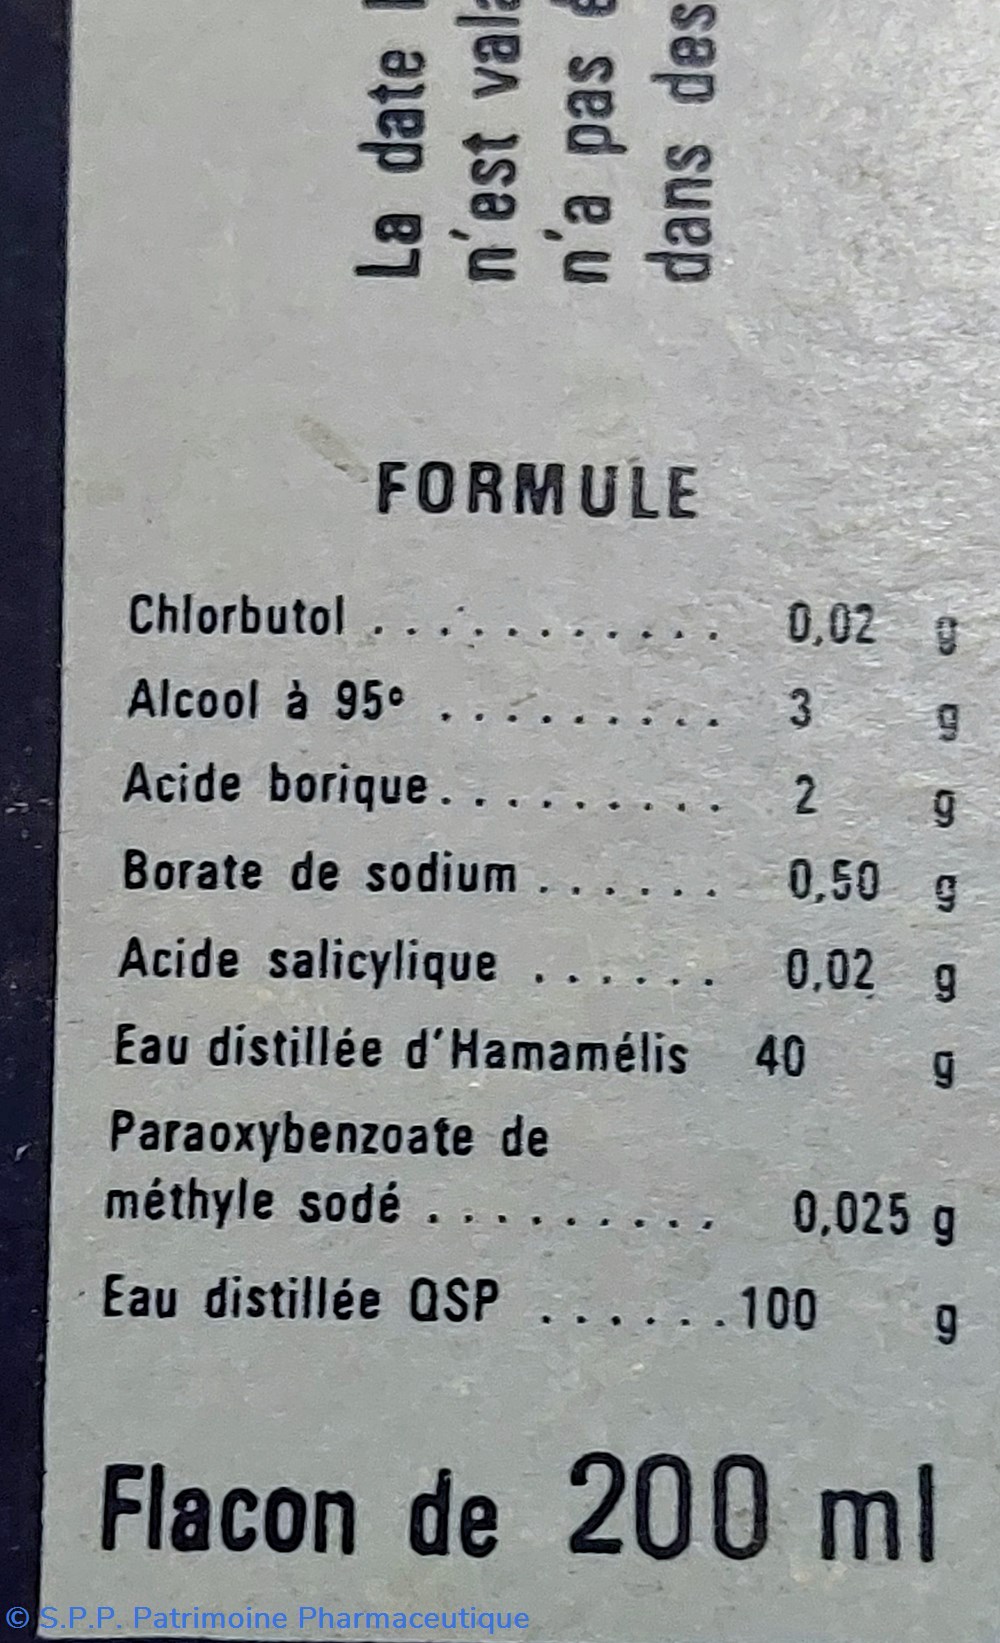 La date
n'est
n'a pas
dans des
FORMULE
Chlorbutol . . . . . . . . . . . 0,02 g
Alcool à 95° . . . . . . . . . 3 g
Acide borique . . . . . . . . . 2 g
Borate de sodium . . . . . . 0,50 g
Acide salicylique . . . . . . 0,02 g
Eau distillée d'Hamamélis 40 g
Paraoxybenzoate de
méthyle sodé . . . . . . . . . 0,025 g
Eau distillée QSP . . . . . . 100 g
Flacon de 200 ml
© S.P.P. Patrimoine Pharmaceutique